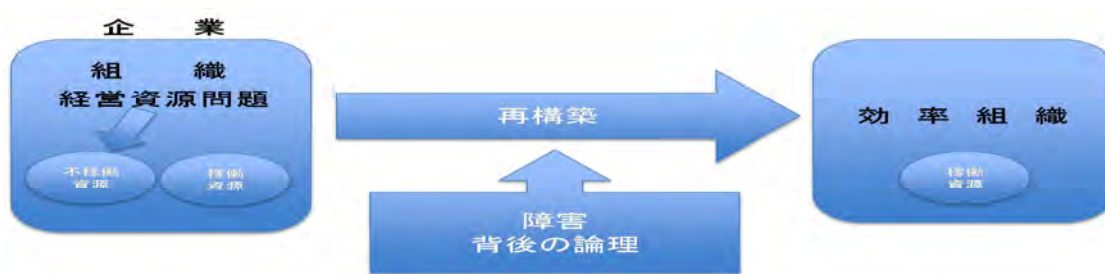 企業
組織
経営資源問題
不稼働
資源
稼働
資源
再構築
障害
背後の論理
効率組織
稼働
資源